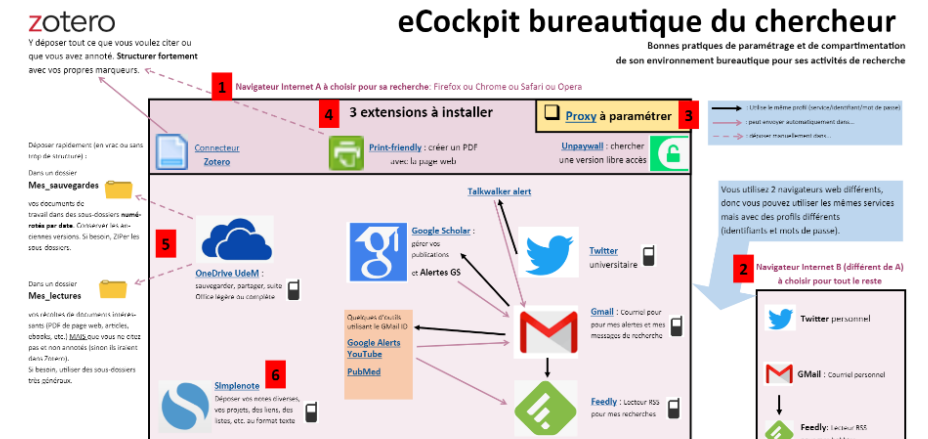 zotero
Y déposer tout ce que vous voulez citer ou
que vous avez annoté. Structurer fortement
avec vos propres marqueurs.
eCockpit bureautique du chercheur
Bonnes pratiques de paramétrage et de compartimentation
de son environnement bureautique pour ses activités de recherche
1
Navigateur Internet A à choisir pour sa recherche: Firefox ou Chrome ou Safari ou Opera
4
3 extensions à installer
Proxy à paramétrer
3
: Utilise le même profil (service/identifiant/mot de passe)
: peut envoyer automatiquement dans...
: déposer manuellement dans...
Connecteur
Zotero
Print-friendly : créer un PDF
avec la page web
Unpaywall : chercher
une version libre accès
Déposer rapidement (en vrac ou sans
trop de structure) :
Dans un dossier
Mes_sauvegardes
vos documents de
travail dans des sous-dossiers numé-
rotés par date. Conserver les an-
ciennes versions. Si besoin, ZIPer les
sous dossiers.
Dans un dossier
Mes_lectures
vos récoltes de documents intéres-
sants (PDF de page web, articles,
ebooks, etc.) MAIS que vous ne citez
pas et non annotés (sinon ils iraient
dans Zotero).
Si besoin, utiliser des sous-dossiers
très généraux.
5
OneDrive UdeM :
sauvegarder, partager, suite
Office légère ou complète
6
Simplenote
Déposer vos notes diverses,
vos projets, des liens, des
listes, etc. au format texte
Talkwalker alert
Google Scholar :
gérer vos
publications
et Alertes GS
Twitter
universitaire
Quelques d'outils
utilisant le GMail ID
Google Alerts
YouTube
PubMed
Gmail : Courriel pour
pour mes alertes et mes
messages de recherche
Feedly : Lecteur RSS
pour mes recherches
Vous utilisez 2 navigateurs web différents,
donc vous pouvez utiliser les mêmes services
mais avec des profils différents
(identifiants et mots de passe).
2
Navigateur Internet B (différent de A)
à choisir pour tout le reste
Twitter personnel
GMail : Courriel personnel
Feedly: Lecteur RSS